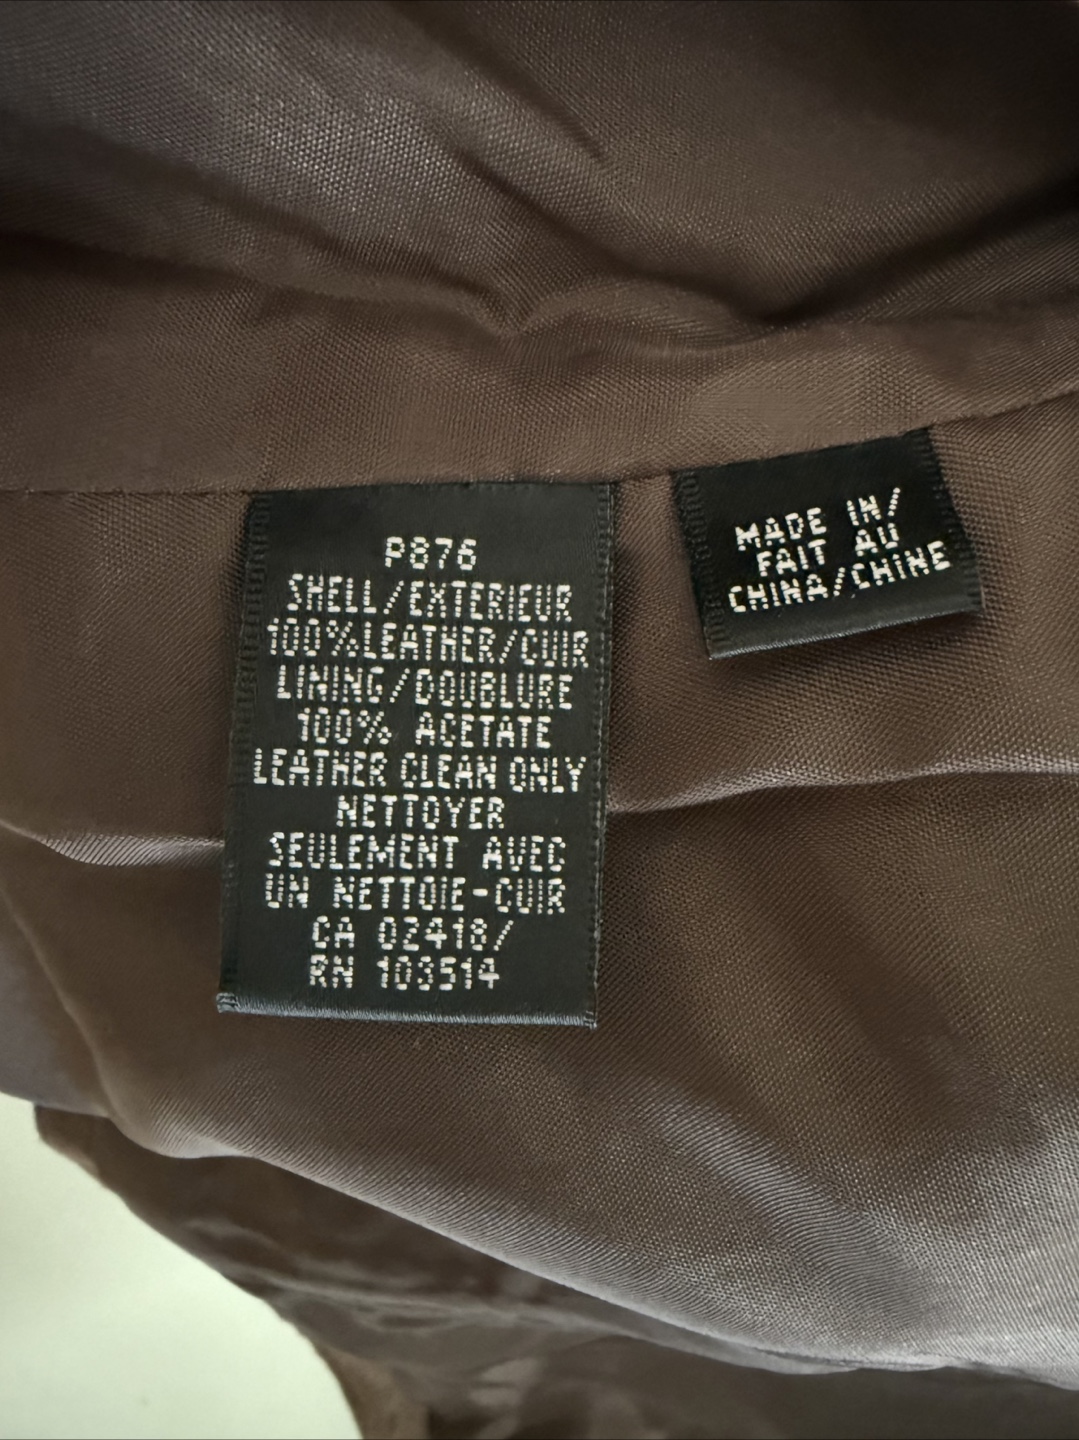 P876
SHELL/EXTERIEUR
100%LEATHER/CUIR
LINING/DOUBLURE
100% ACETATE
LEATHER CLEAN ONLY
NETTOYER
SEULEMENT AVEC
UN NETTOIE-CUIR
CA 02418/
RN 103514
MADE IN/
FAIT AU
CHINA/CHINE